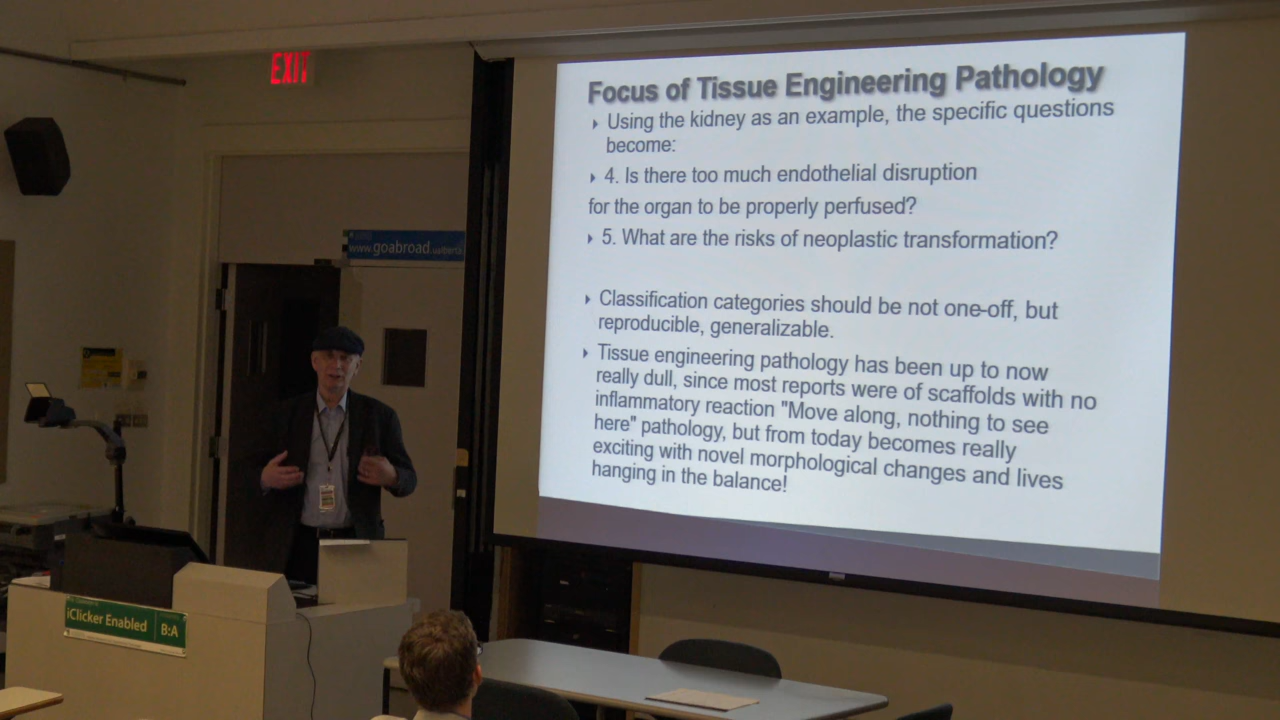 EXIT
Focus of Tissue Engineering Pathology
Using the kidney as an example, the specific questions
become:
4. Is there too much endothelial disruption
for the organ to be properly perfused?
5. What are the risks of neoplastic transformation?
Classification categories should be not one-off, but
reproducible, generalizable.
Tissue engineering pathology has been up to now
really dull, since most reports were of scaffolds with no
inflammatory reaction "Move along, nothing to see
here" pathology, but from today becomes really
exciting with novel morphological changes and lives
hanging in the balance!
www.goabroad.ualberta
iClicker Enabled
B:A